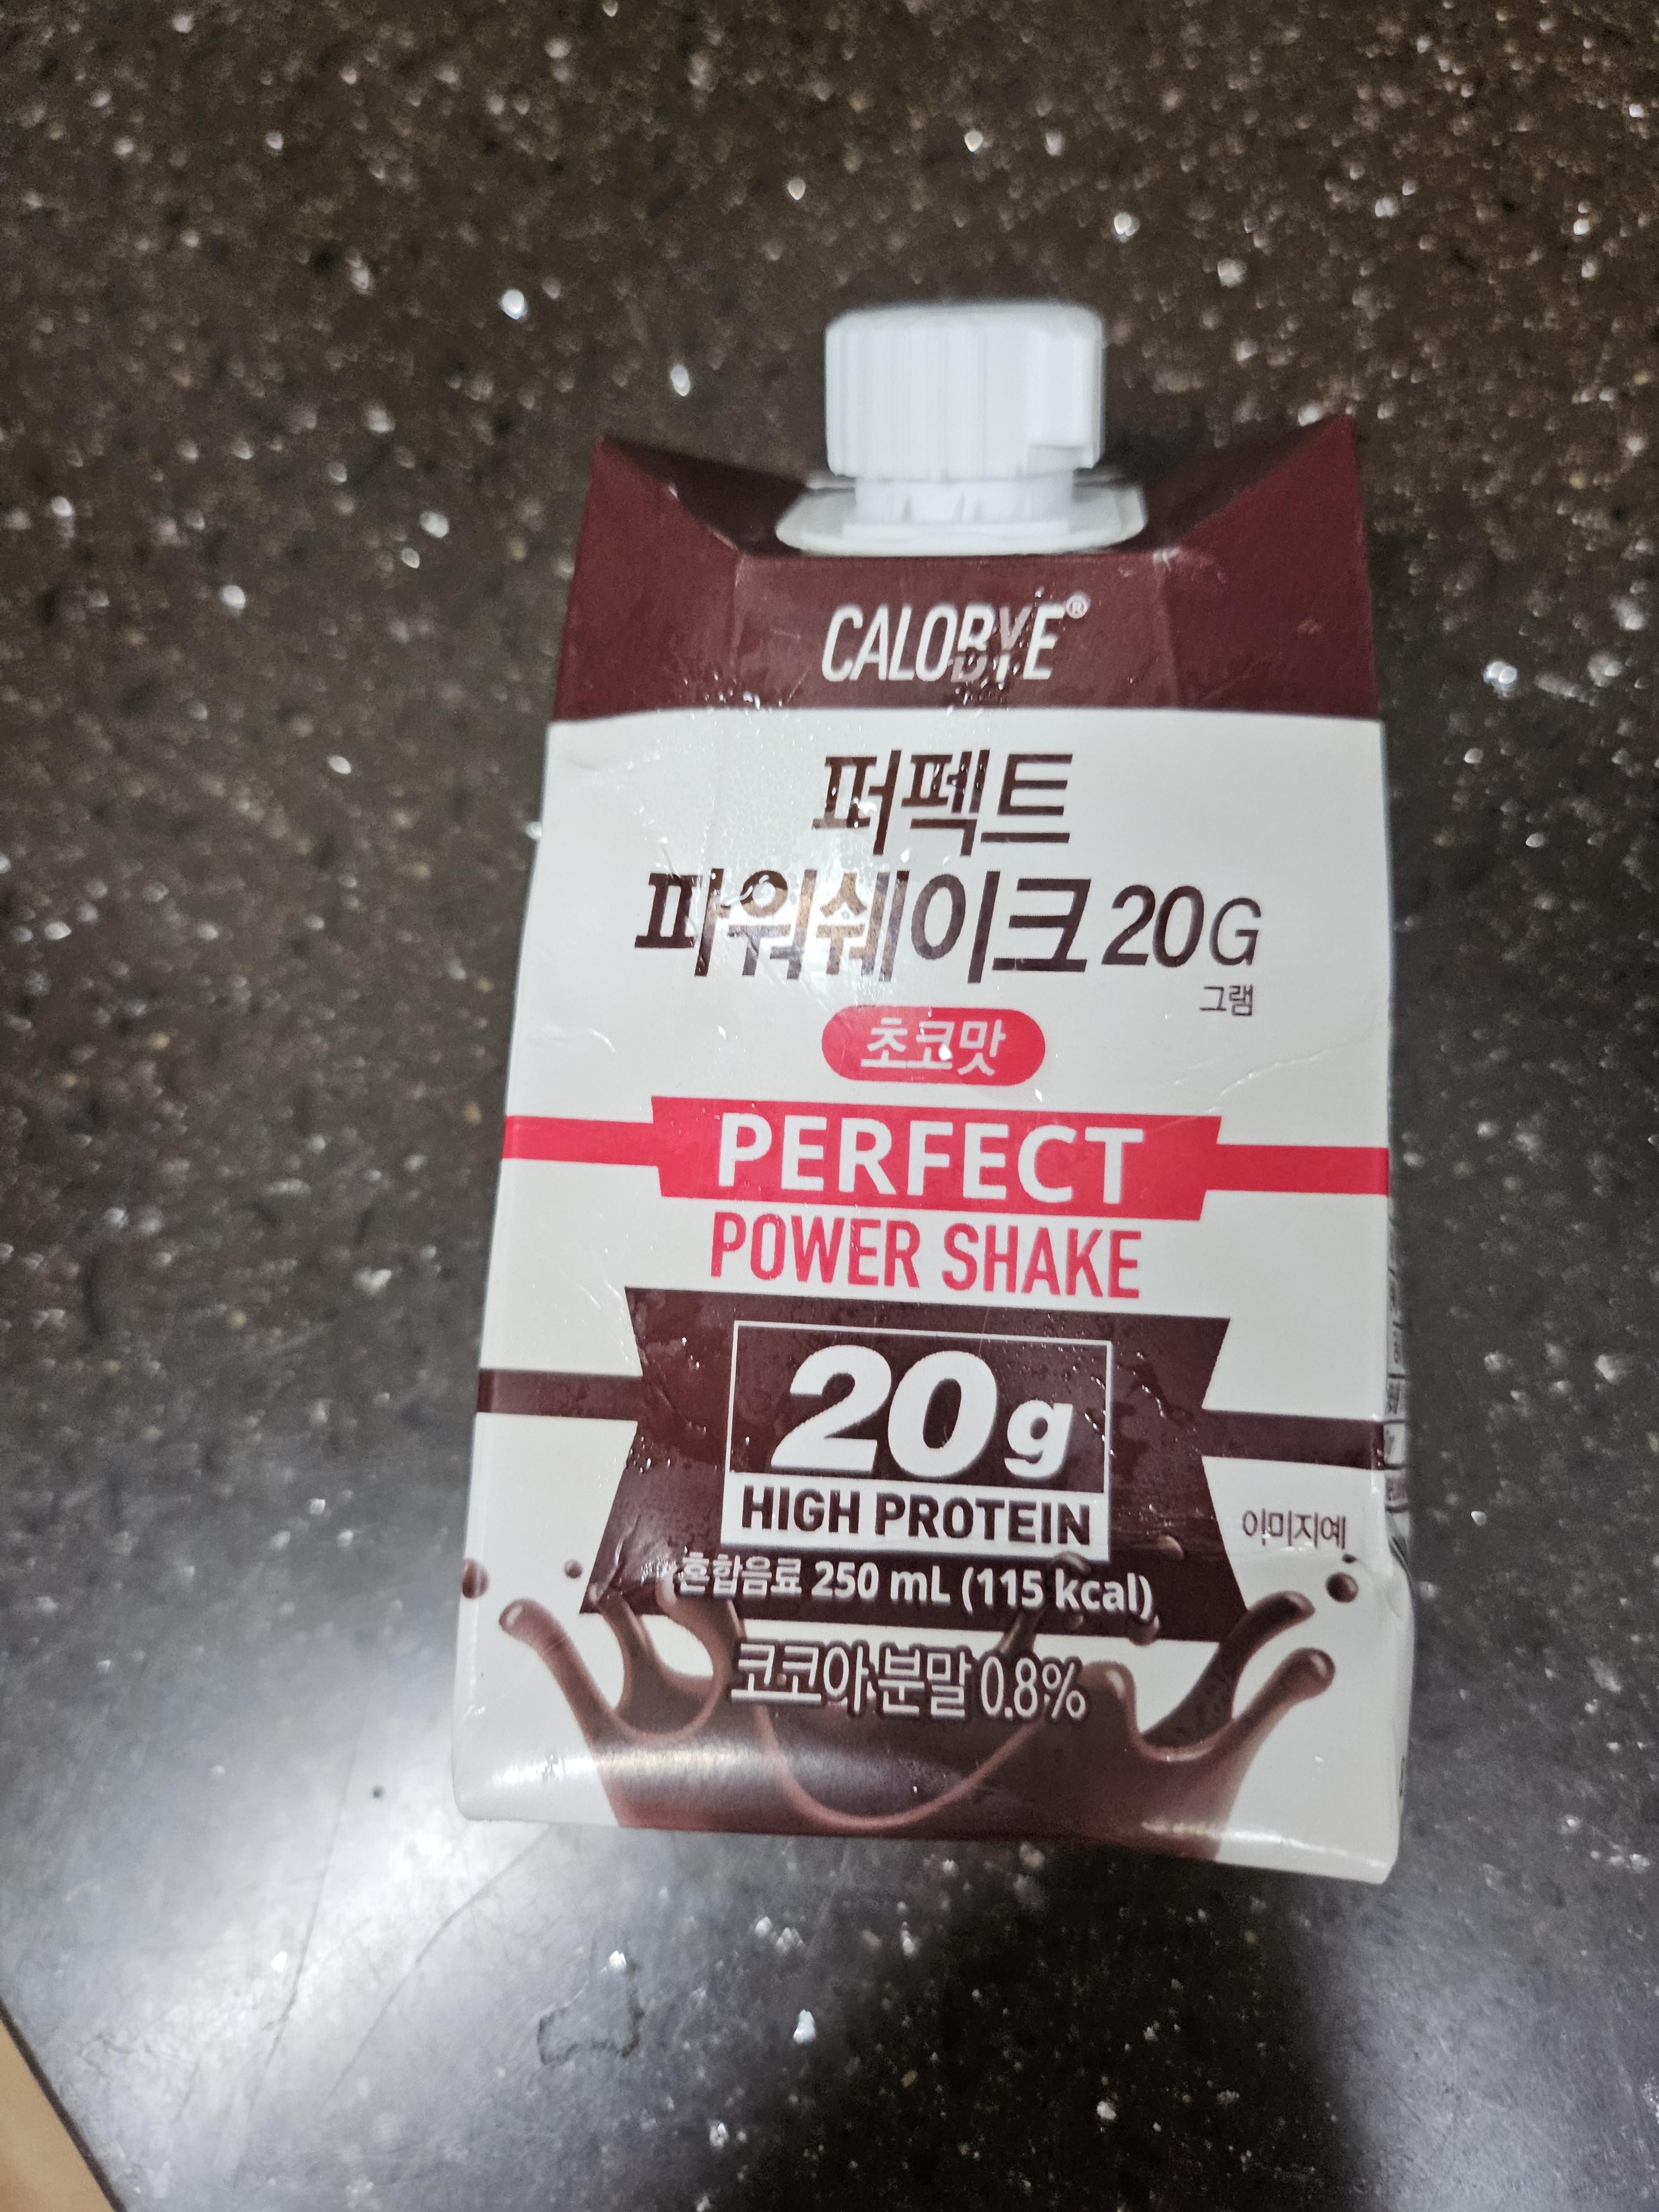 CALOBYE®
퍼펙트
파워쉐이크 20G
그램
초코맛
PERFECT
POWER SHAKE
20g
HIGH PROTEIN
이미지예
혼합음료 250 mL (115 kcal)
코코아분말 0.8%